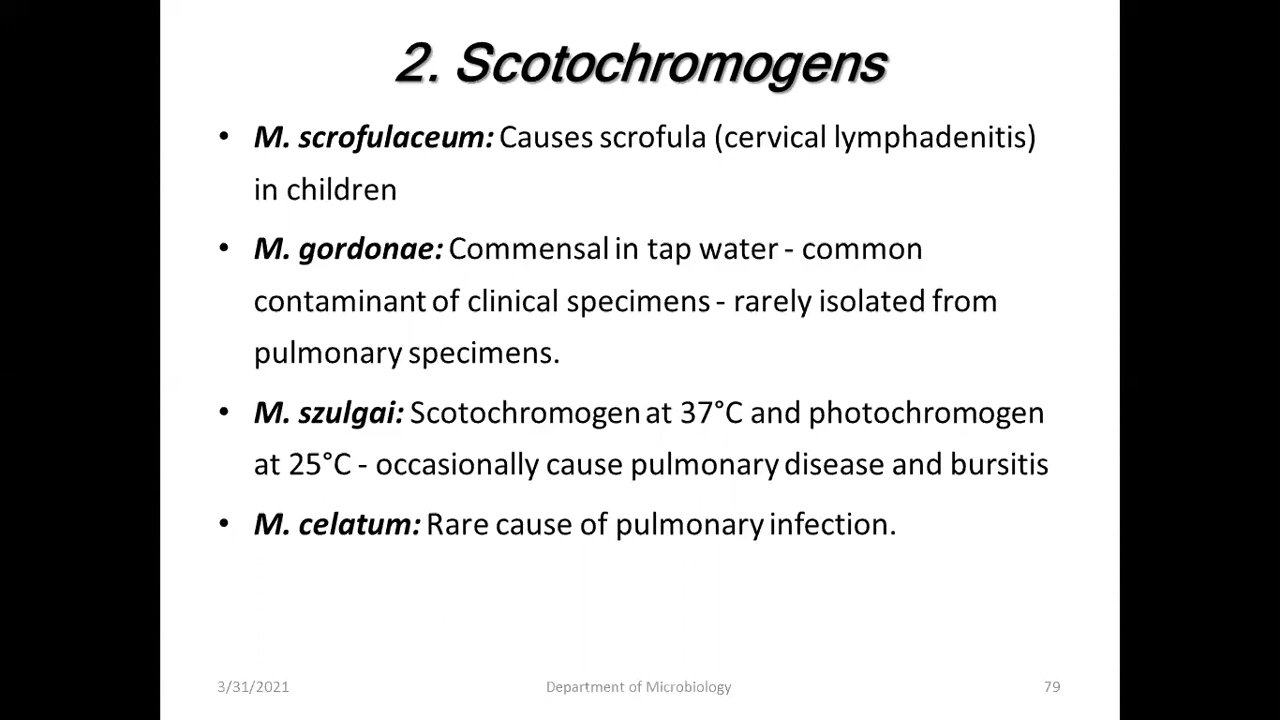 2. Scotochromogens
• M. scrofulaceum: Causes scrofula (cervical lymphadenitis)
in children
• M. gordonae: Commensal in tap water - common
contaminant of clinical specimens - rarely isolated from
pulmonary specimens.
• M. szulgai: Scotochromogen at 37°C and photochromogen
at 25°C - occasionally cause pulmonary disease and bursitis
• M. celatum: Rare cause of pulmonary infection.
3/31/2021 Department of Microbiology 79